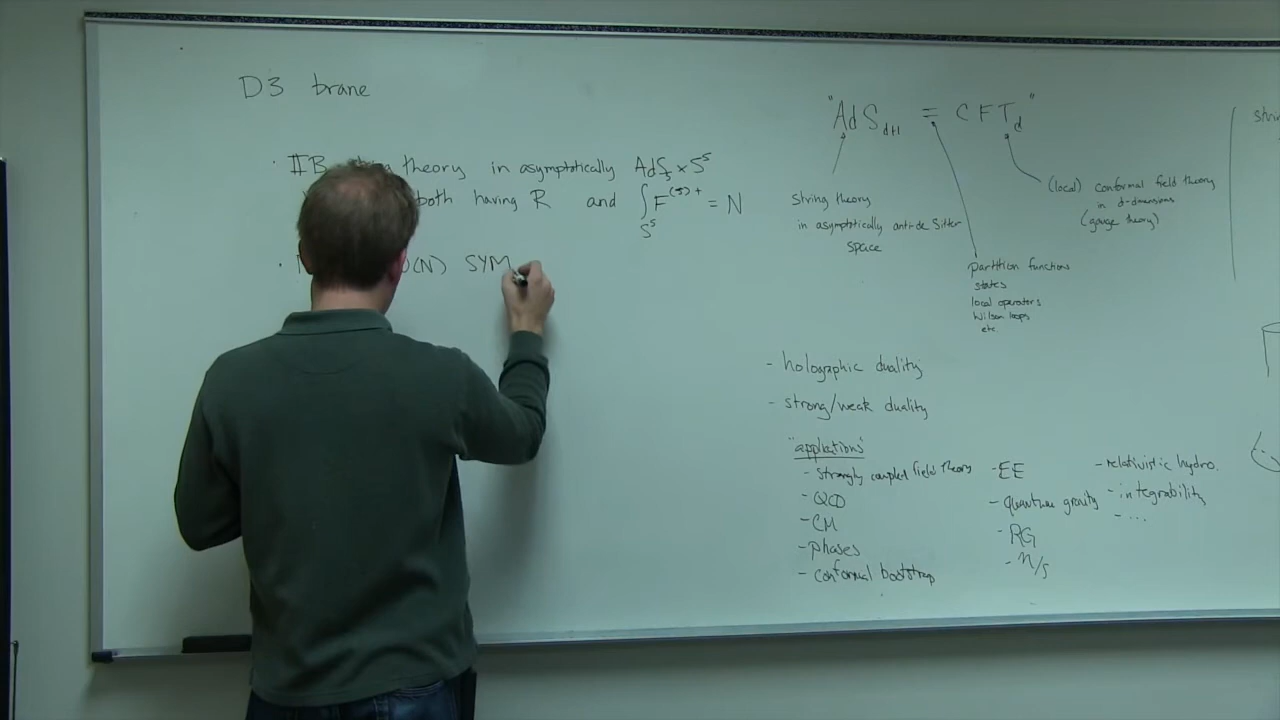 D3 brane
· IIB theory in asymptotically AdS₅ x S⁵
both having R and ∫_{S⁵} F⁽⁵⁾⁺ = N
· (N) SYM
"AdS_{d+1} = CFT_d"
string theory
in asymptotically anti-de Sitter
space
(local) conformal field theory
in d-dimensions
(gauge theory)
partition functions
states
local operators
Wilson loops
etc.
- holographic duality
- strong/weak duality
"applications"
- strongly coupled field theory
- QCD
- CM
- phases
- conformal bootstrap
- EE
- quantum gravity
- RG
- η/s
- relativistic hydro.
- integrability
- ...